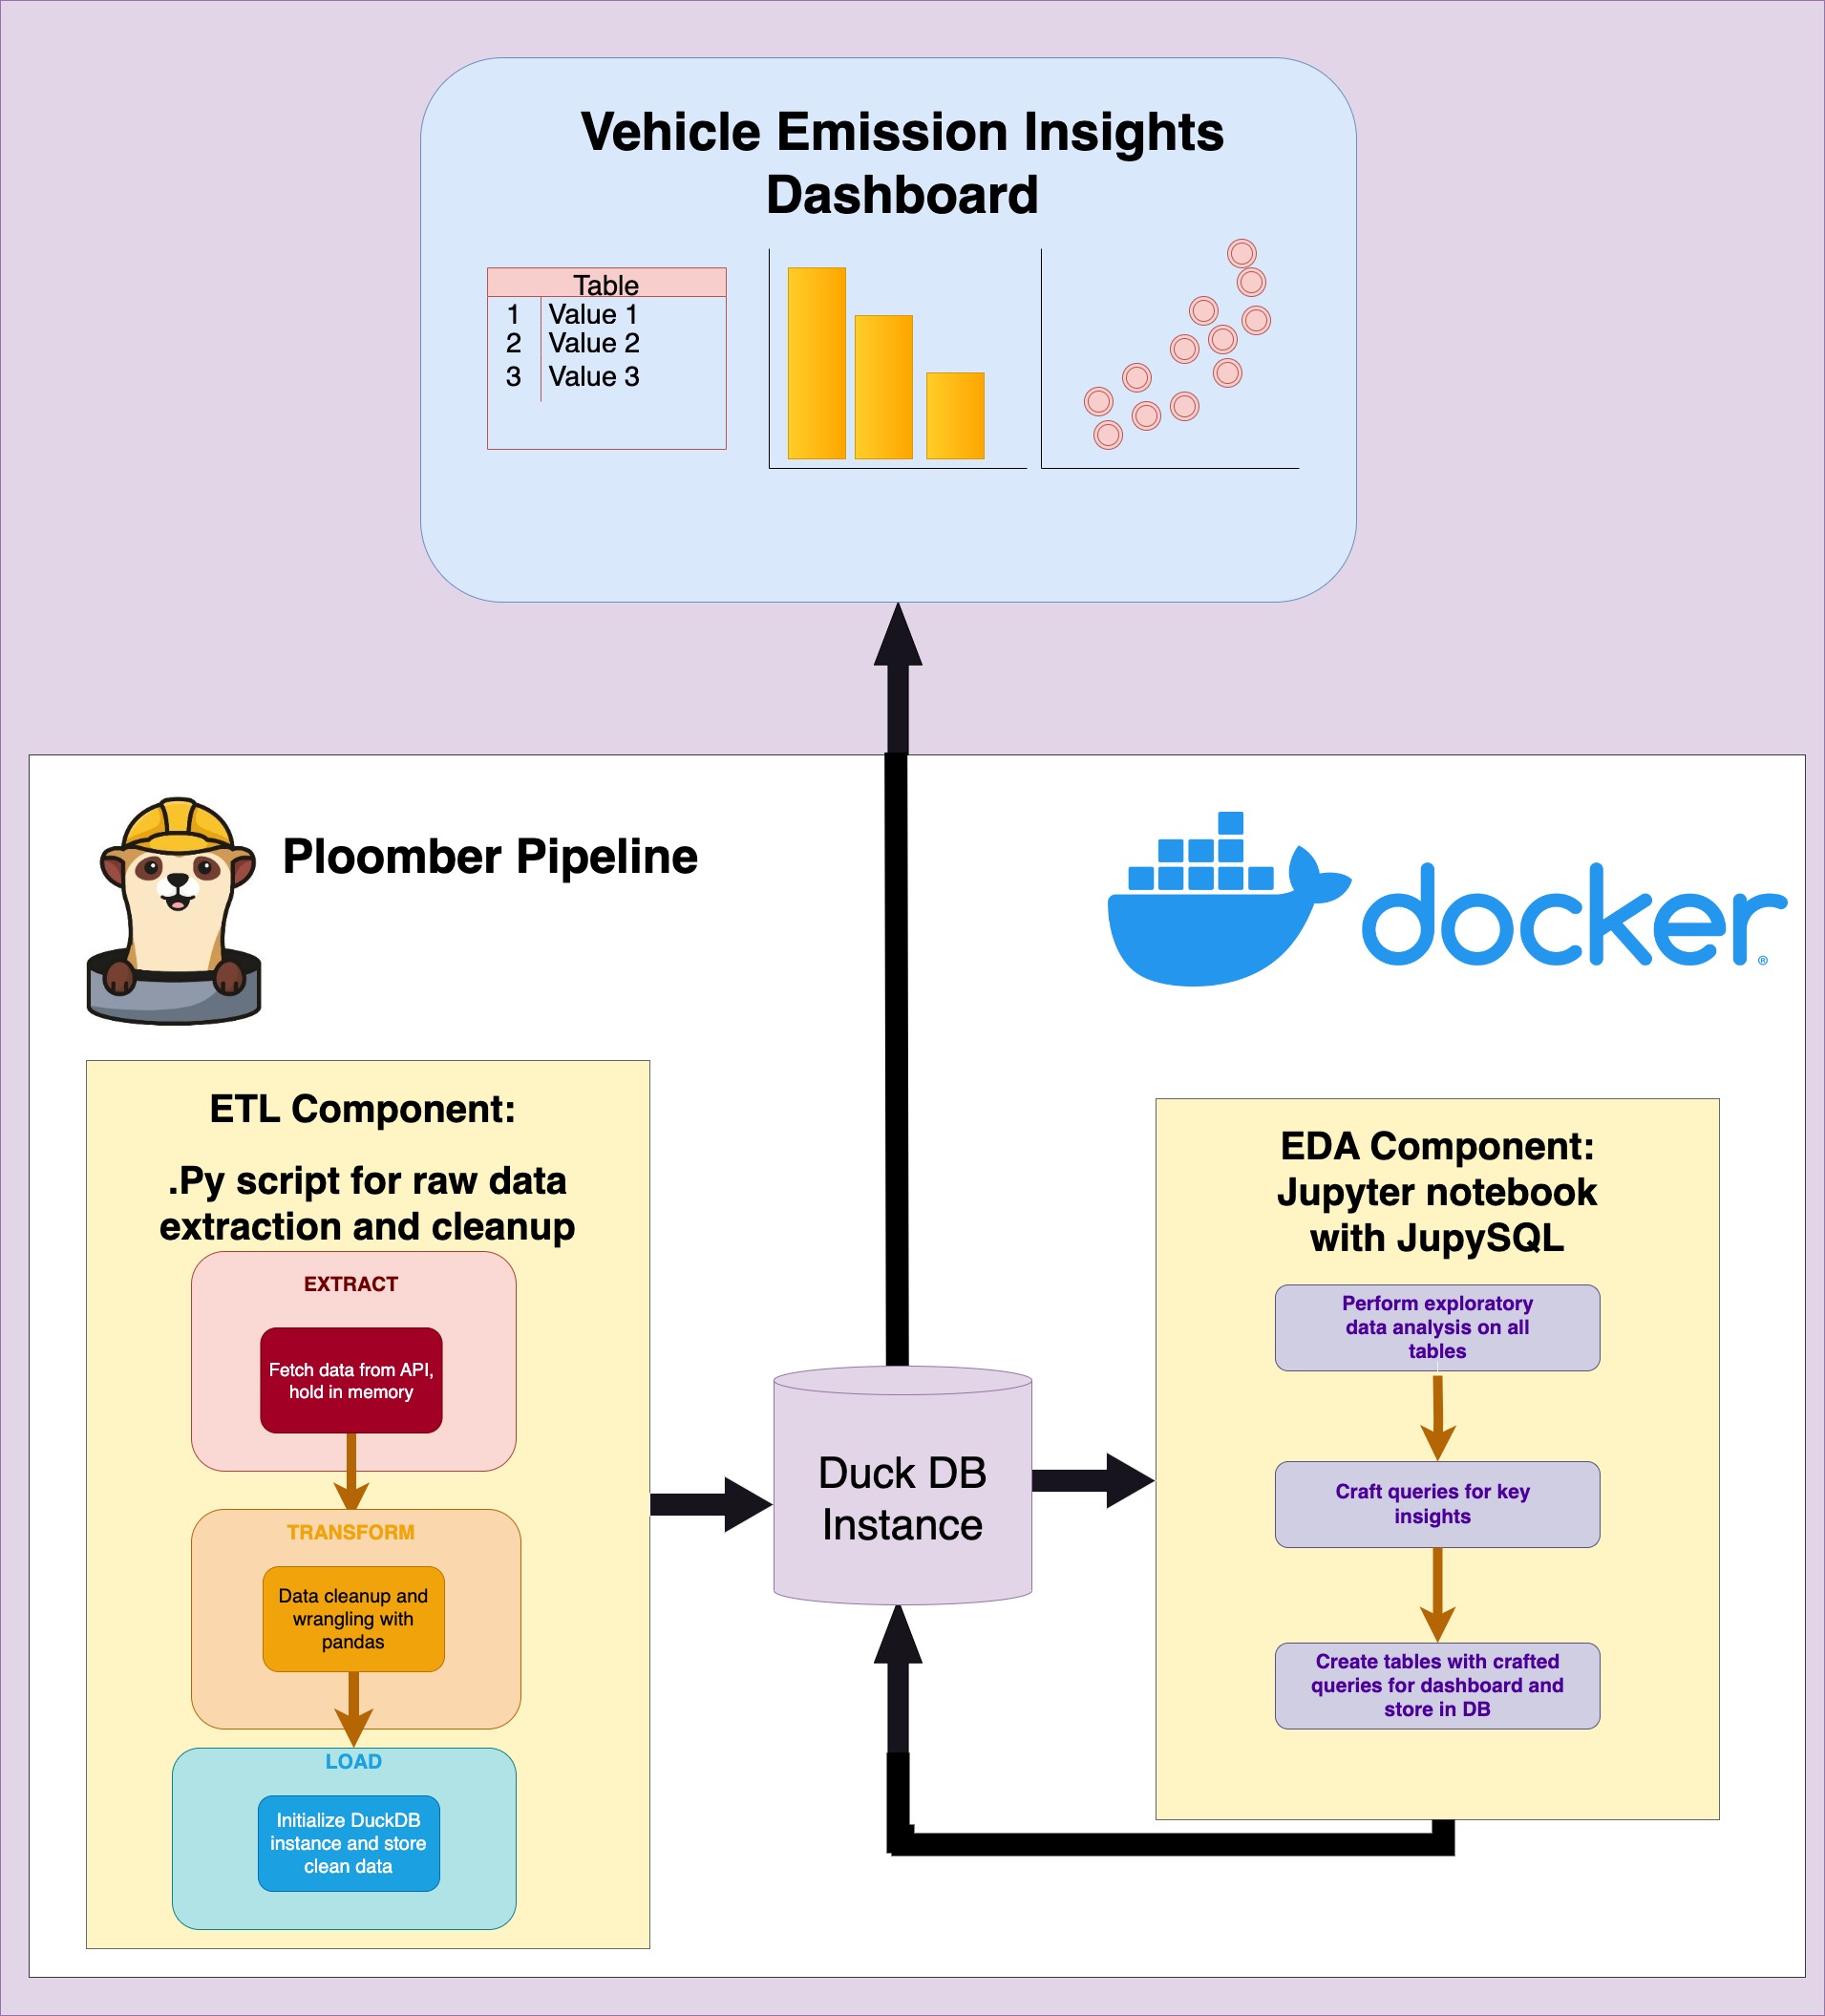 Vehicle Emission Insights
Dashboard
Table
1 Value 1
2 Value 2
3 Value 3
Ploomber Pipeline
docker®
ETL Component:
.Py script for raw data
extraction and cleanup
EXTRACT
Fetch data from API,
hold in memory
TRANSFORM
Data cleanup and
wrangling with
pandas
LOAD
Initialize DuckDB
instance and store
clean data
Duck DB
Instance
EDA Component:
Jupyter notebook
with JupySQL
Perform exploratory
data analysis on all
tables
Craft queries for key
insights
Create tables with crafted
queries for dashboard and
store in DB